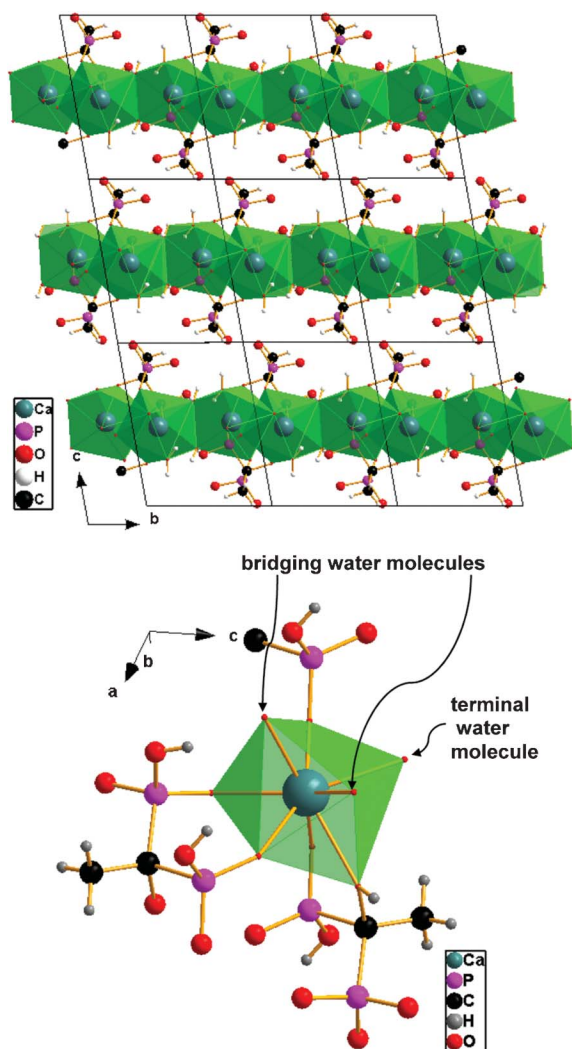 Ca
P
O
H
C
c
b
bridging water molecules
c
b
a
terminal
water
molecule
Ca
P
C
H
O